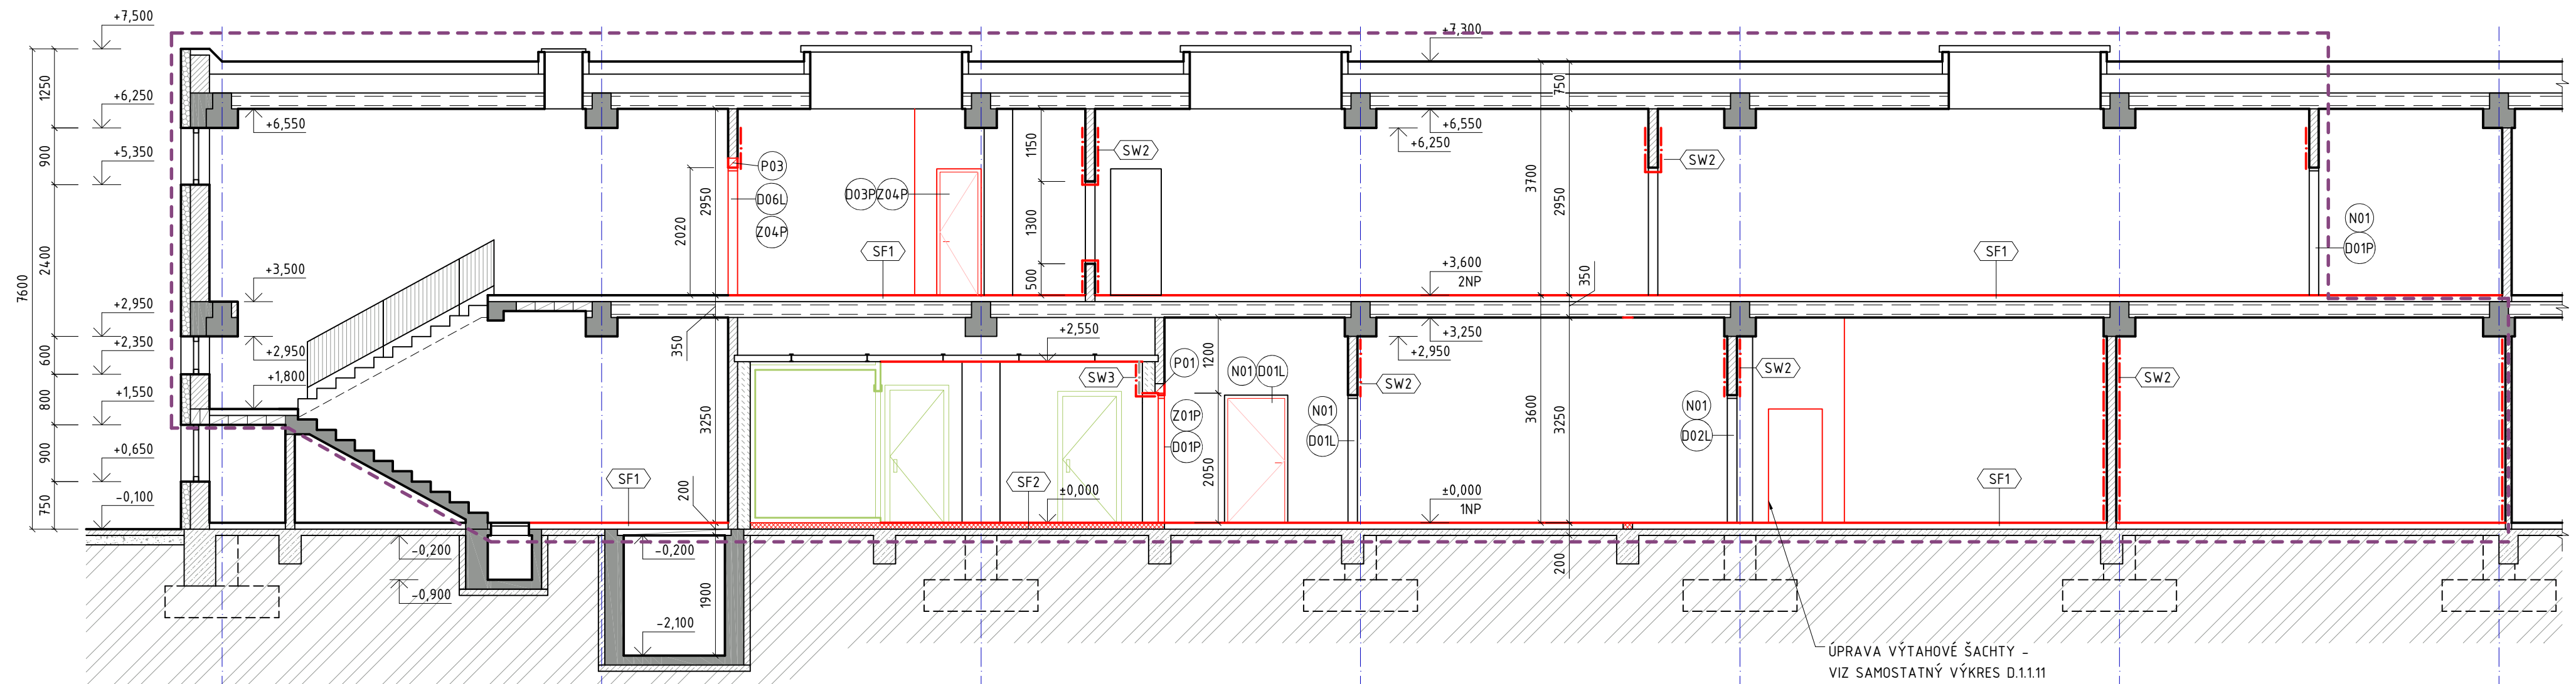 +7,500
+7,300
7600
1250
+6,250
+6,550
900
+5,350
2400
+3,500
+2,950
+2,950
600
+2,350
+1,800
800
+1,550
900
+0,650
750
-0,100
P03
D06L
Z04P
2020
2950
D03P
Z04P
SF1
1150
1300
500
SW2
+6,550
+6,250
750
3700
2950
+3,600
2NP
350
SW2
SF1
N01
D01P
350
3250
200
SF1
+2,550
SW3
P01
1200
N01
D01L
Z01P
D01P
2050
SF2
±0,000
N01
D01L
SW2
+3,250
+2,950
3600
3250
±0,000
1NP
N01
D02L
SW2
SW2
SF1
-0,200
-0,900
-0,200
1900
-2,100
200
ÚPRAVA VÝTAHOVÉ ŠACHTY -
VIZ SAMOSTATNÝ VÝKRES D.1.1.11